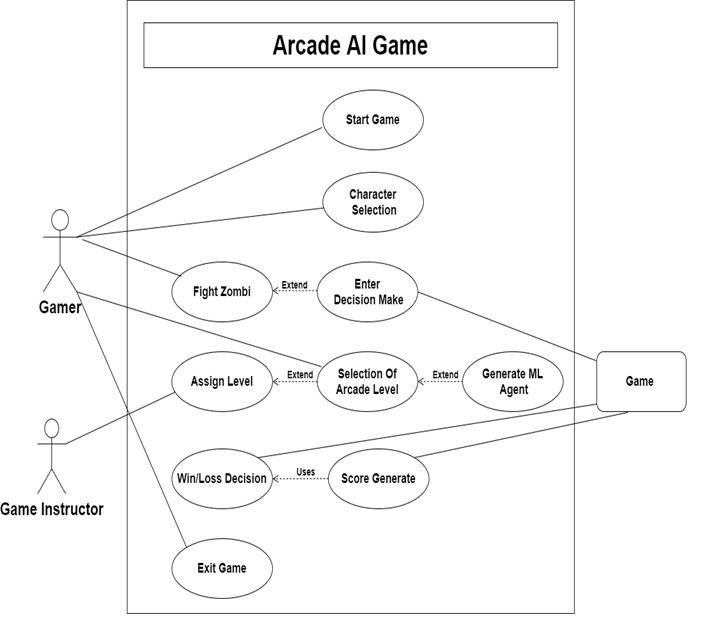 Arcade AI Game
Start Game
Character
Selection
Gamer
Fight Zombi
Extend
Enter
Decision Make
Assign Level
Extend
Selection Of
Arcade Level
Extend
Generate ML
Agent
Game
Game Instructor
Win/Loss Decision
Uses
Score Generate
Exit Game